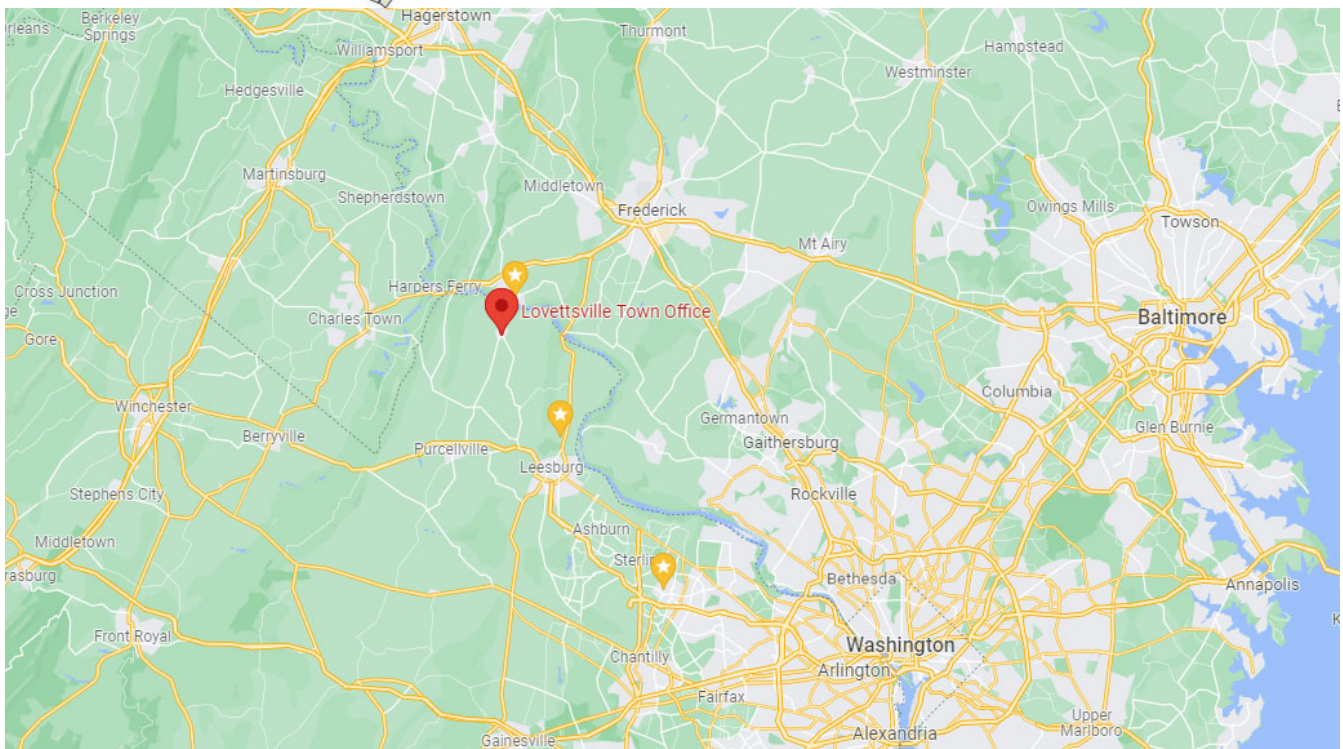 Berkeley
Springs
Hagerstown
Thurmont
Hampstead
Williamsport
Westminster
Hedgesville
Martinsburg
Shepherdstown
Middletown
Frederick
Owings Mills
Towson
Mt Airy
Cross Junction
Harpers Ferry
Charles Town
Lovettsville Town Office
Baltimore
Gore
Columbia
Winchester
Germantown
Glen Burnie
Berryville
Purcellville
Gaithersburg
Leesburg
Stephens City
Rockville
Ashburn
Middletown
Bethesda
Annapolis
Front Royal
Washington
Chantilly
Arlington
Fairfax
Upper
Marlboro
Gainesville
Alexandria